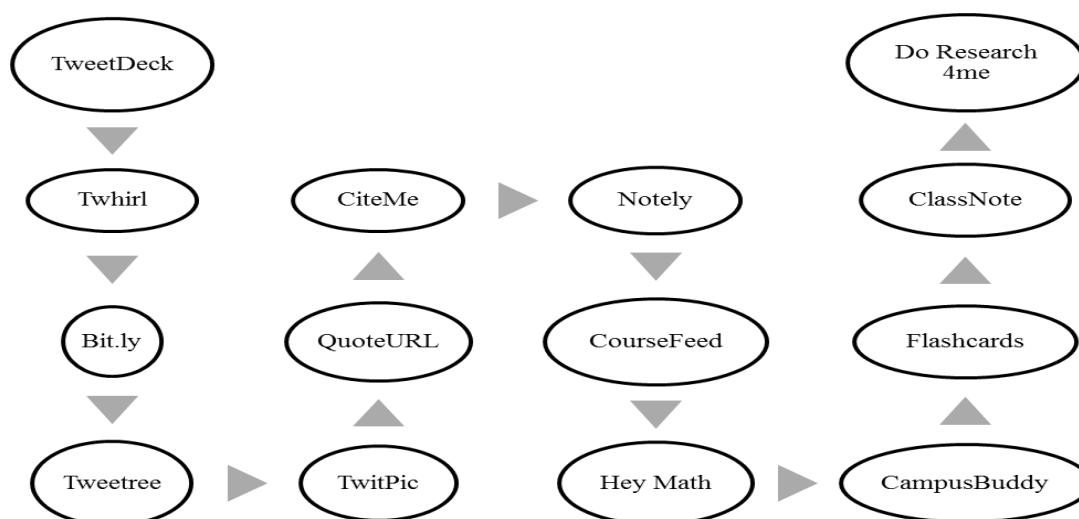 TweetDeck
Twhirl
Bit.ly
Tweetree
TwitPic
QuoteURL
CiteMe
Notely
CourseFeed
Hey Math
CampusBuddy
Flashcards
ClassNote
Do Research
4me